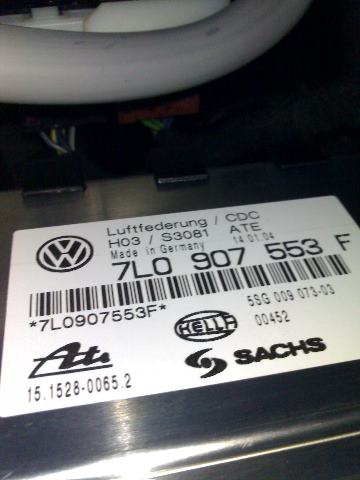 Luftfederung / CDC
H03 / S3081 ATE
Made in Germany 14.01.04
VW
7L0 907 553 F
*7L0907553F*
5SG 009 073-03
HELLA 00452
Ate SACHS
15.1528-0065.2